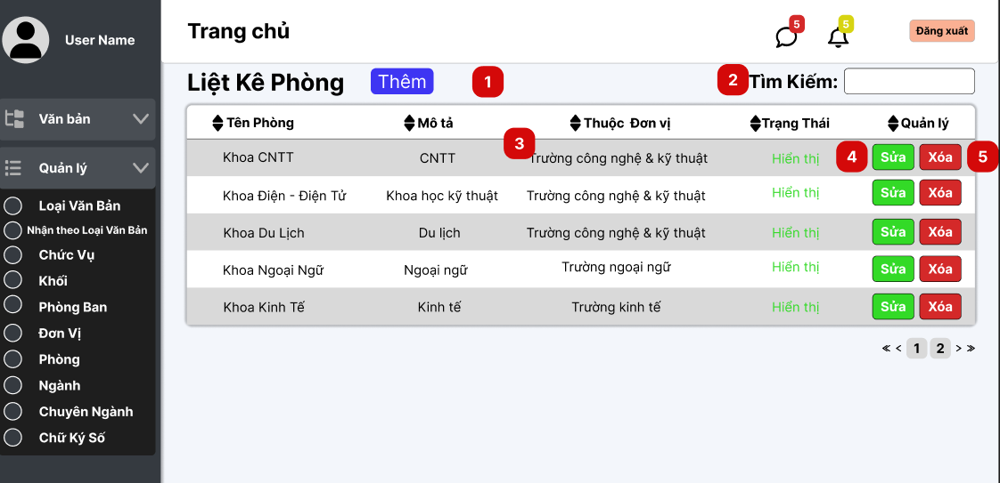 User Name
Trang chủ
5
5
Đăng xuất
Liệt Kê Phòng
Thêm
1
2
Tìm Kiếm:
Văn bản
Quản lý
Loại Văn Bản
Nhận theo Loại Văn Bản
Chức Vụ
Khối
Phòng Ban
Đơn Vị
Phòng
Ngành
Chuyên Ngành
Chữ Ký Số
Tên Phòng Mô tả Thuộc Đơn vị Trạng Thái Quản lý
3
Khoa CNTT CNTT Trường công nghệ & kỹ thuật Hiển thị 4 Sửa Xóa 5
Khoa Điện - Điện Tử Khoa học kỹ thuật Trường công nghệ & kỹ thuật Hiển thị Sửa Xóa
Khoa Du Lịch Du lịch Trường công nghệ & kỹ thuật Hiển thị Sửa Xóa
Khoa Ngoại Ngữ Ngoại ngữ Trường ngoại ngữ Hiển thị Sửa Xóa
Khoa Kinh Tế Kinh tế Trường kinh tế Hiển thị Sửa Xóa
« ‹ 1 2 › »